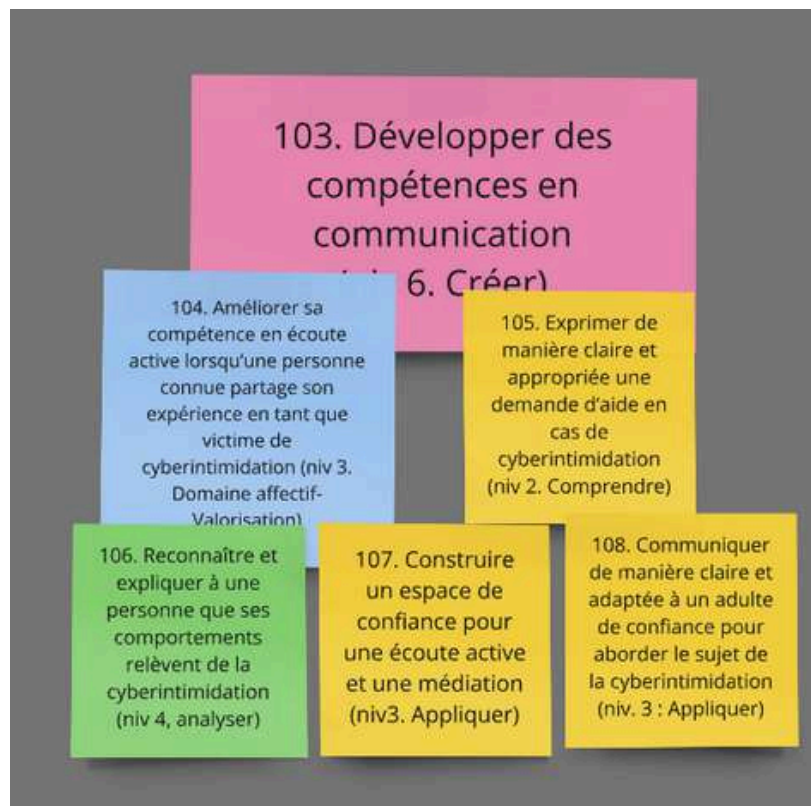 103. Développer des
compétences en
communication
6. Créer)
104. Améliorer sa
compétence en écoute
active lorsqu'une personne
connue partage son
expérience en tant que
victime de
cyberintimidation (niv 3.
Domaine affectif-
Valorisation)
105. Exprimer de
manière claire et
appropriée une
demande d'aide en
cas de
cyberintimidation
(niv 2. Comprendre)
106. Reconnaître et
expliquer à une
personne que ses
comportements
relèvent de la
cyberintimidation
(niv 4, analyser)
107. Construire
un espace de
confiance pour
une écoute active
et une médiation
(niv3. Appliquer)
108. Communiquer
de manière claire et
adaptée à un adulte
de confiance pour
aborder le sujet de
la cyberintimidation
(niv. 3 : Appliquer)